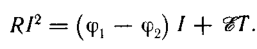 RI² = (φ₁ − φ₂) I + ℰT.